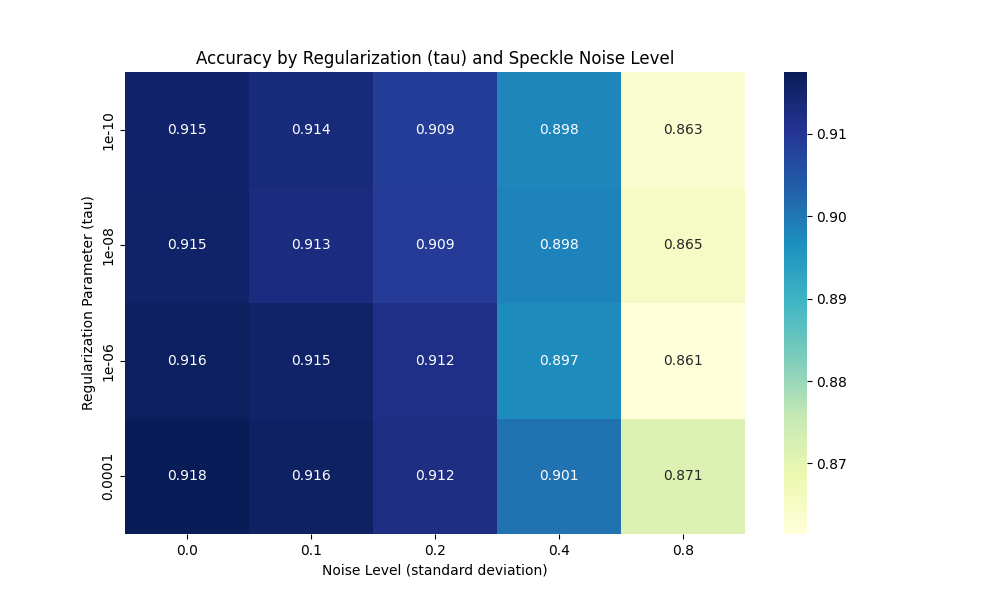 Accuracy by Regularization (tau) and Speckle Noise Level
Regularization Parameter (tau)
1e-10
0.915 0.914 0.909 0.898 0.863
1e-08
0.915 0.913 0.909 0.898 0.865
1e-06
0.916 0.915 0.912 0.897 0.861
0.0001
0.918 0.916 0.912 0.901 0.871
0.0 0.1 0.2 0.4 0.8
Noise Level (standard deviation)
0.91
0.90
0.89
0.88
0.87